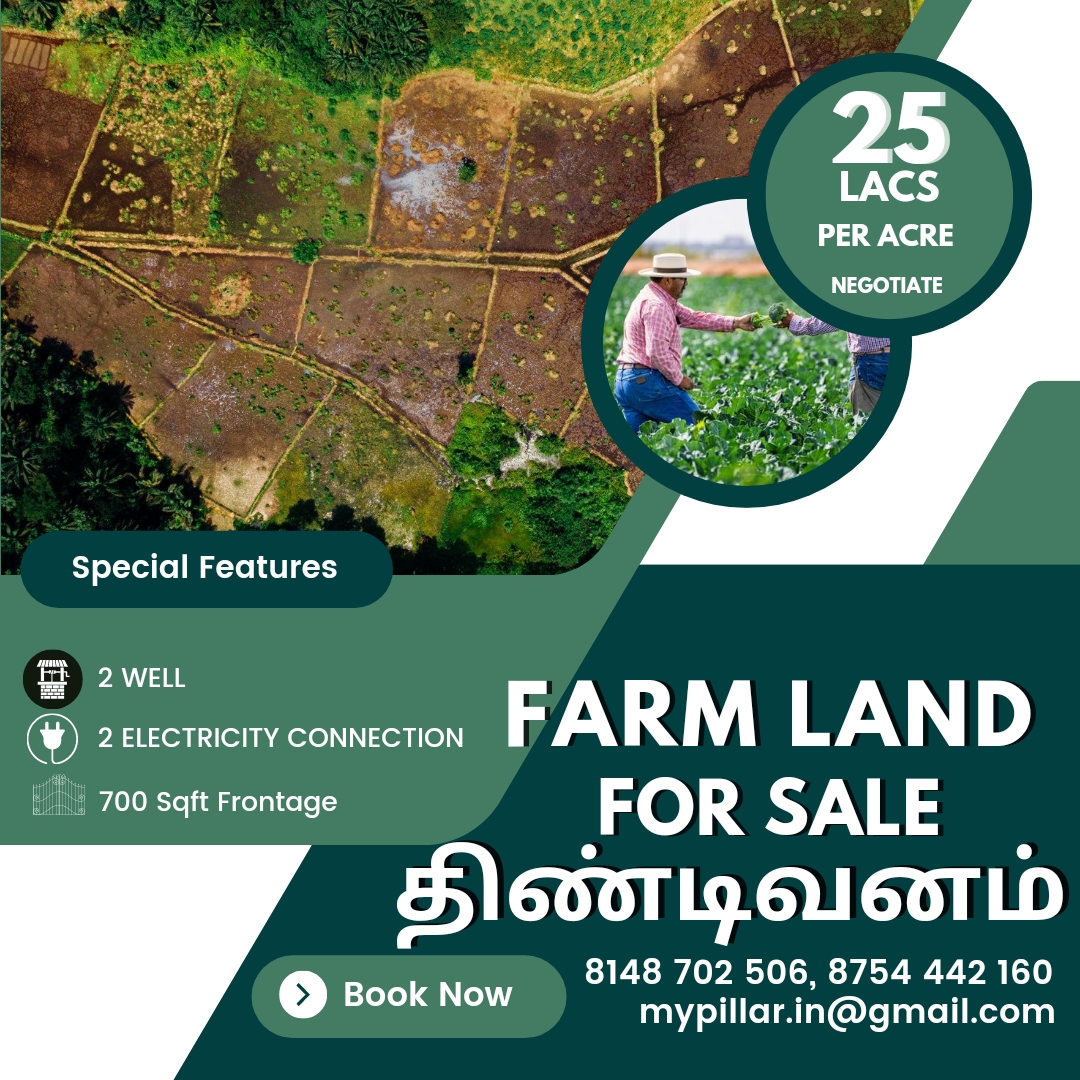 25
LACS
PER ACRE
NEGOTIATE
Special Features
2 WELL
2 ELECTRICITY CONNECTION
700 Sqft Frontage
FARM LAND
FOR SALE
திண்டிவனம்
Book Now
8148 702 506, 8754 442 160
mypillar.in@gmail.com